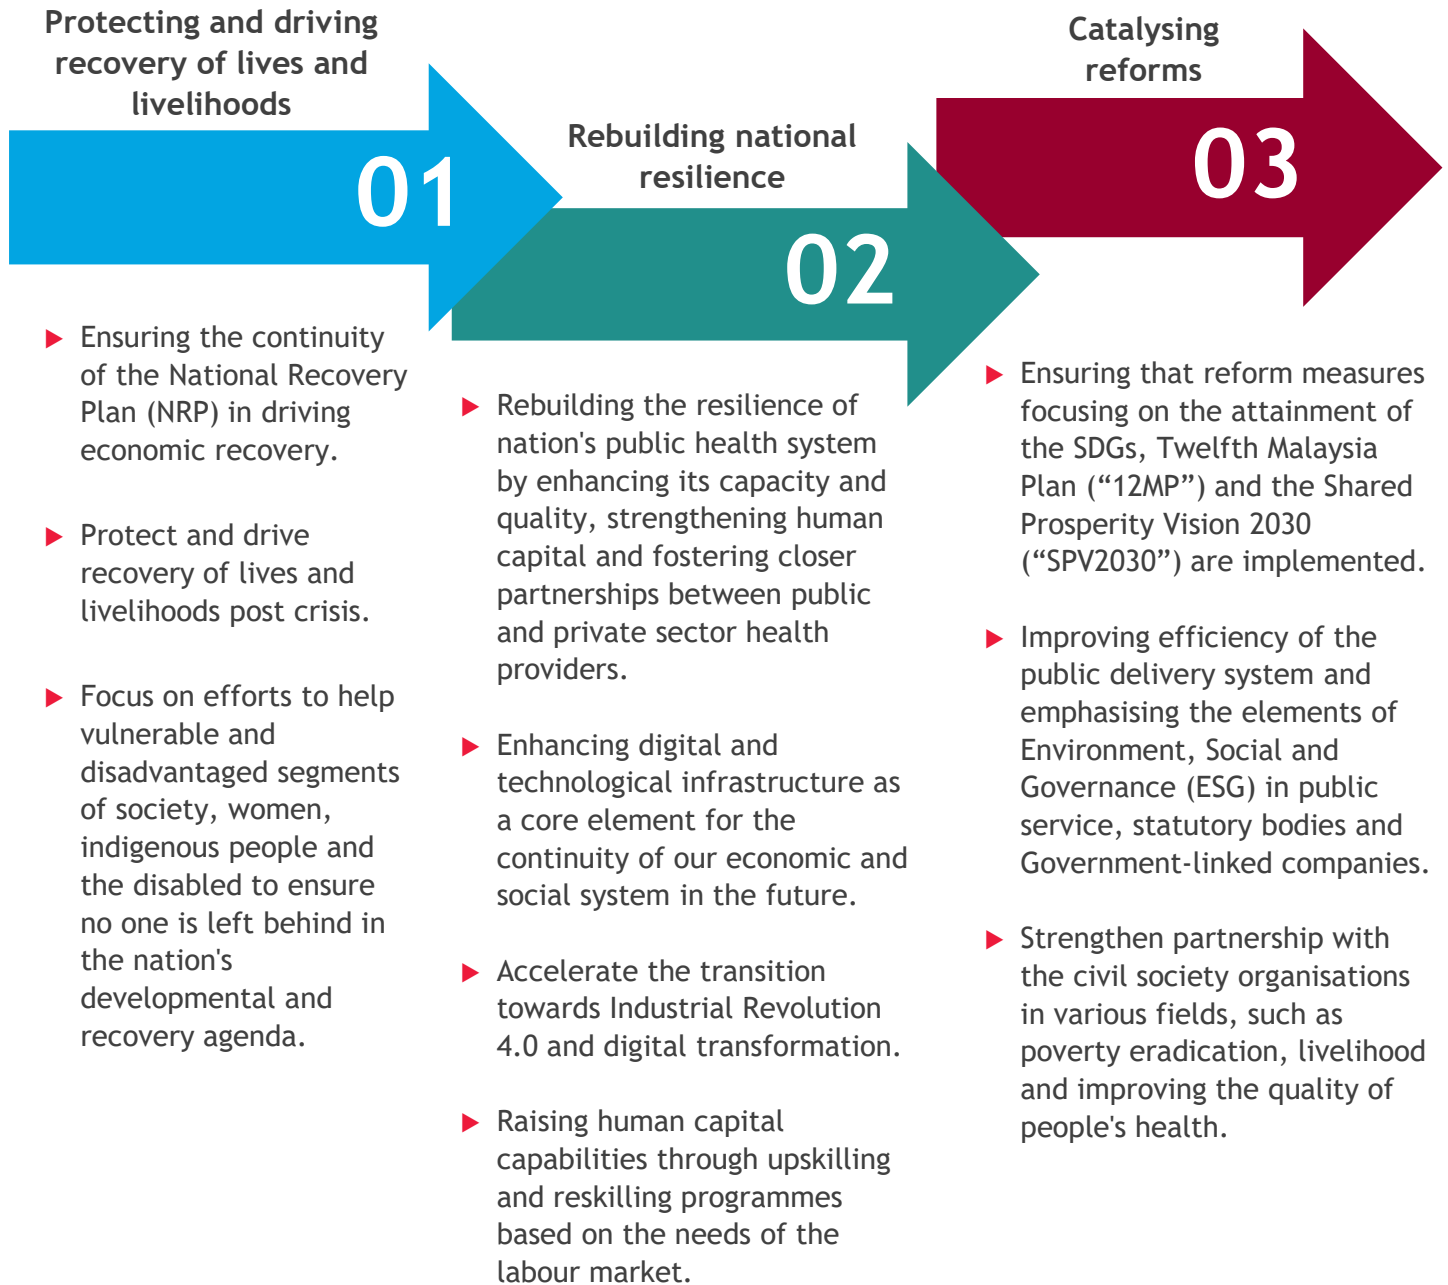 Protecting and driving
recovery of lives and
livelihoods
01
Ensuring the continuity
of the National Recovery
Plan (NRP) in driving
economic recovery.
Protect and drive
recovery of lives and
livelihoods post crisis.
Focus on efforts to help
vulnerable and
disadvantaged segments
of society, women,
indigenous people and
the disabled to ensure
no one is left behind in
the nation's
developmental and
recovery agenda.
Rebuilding national
resilience
02
Rebuilding the resilience of
nation's public health system
by enhancing its capacity and
quality, strengthening human
capital and fostering closer
partnerships between public
and private sector health
providers.
Enhancing digital and
technological infrastructure as
a core element for the
continuity of our economic and
social system in the future.
Accelerate the transition
towards Industrial Revolution
4.0 and digital transformation.
Raising human capital
capabilities through upskilling
and reskilling programmes
based on the needs of the
labour market.
Catalysing
reforms
03
Ensuring that reform measures
focusing on the attainment of
the SDGs, Twelfth Malaysia
Plan (“12MP”) and the Shared
Prosperity Vision 2030
(“SPV2030”) are implemented.
Improving efficiency of the
public delivery system and
emphasising the elements of
Environment, Social and
Governance (ESG) in public
service, statutory bodies and
Government-linked companies.
Strengthen partnership with
the civil society organisations
in various fields, such as
poverty eradication, livelihood
and improving the quality of
people's health.